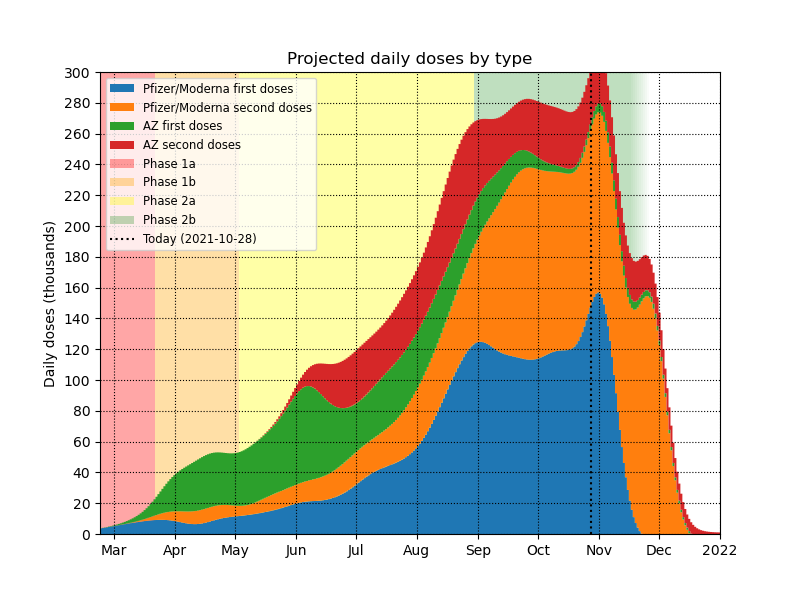 Projected daily doses by type
Daily doses (thousands)
300
280
260
240
220
200
180
160
140
120
100
80
60
40
20
0
Pfizer/Moderna first doses
Pfizer/Moderna second doses
AZ first doses
AZ second doses
Phase 1a
Phase 1b
Phase 2a
Phase 2b
Today (2021-10-28)
Mar Apr May Jun Jul Aug Sep Oct Nov Dec 2022